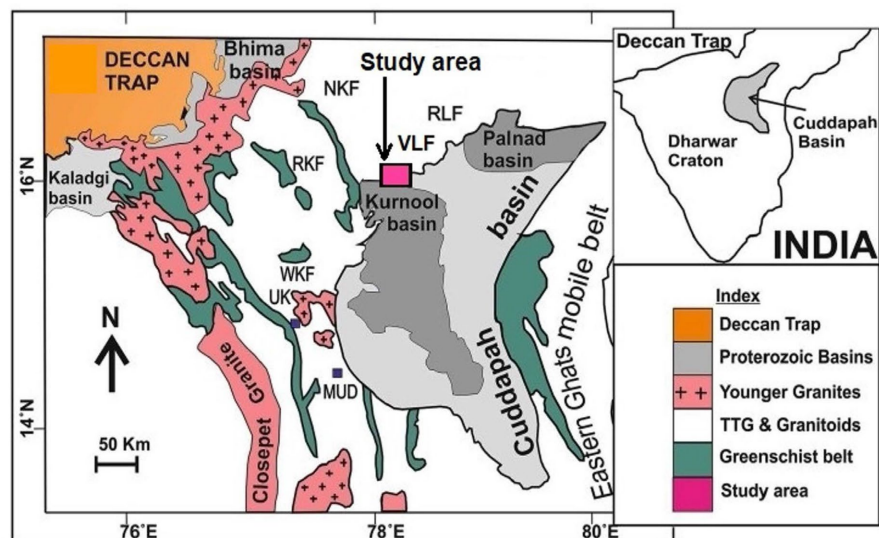 DECCAN
TRAP
Bhima
basin
NKF
Study area
RLF
VLF
Palnad
basin
RKF
16°N
Kaladgi
basin
Kurnool
basin
basin
Cuddapah
WKF
UK
Eastern Ghats mobile belt
N
MUD
Closepet Granite
14°N
50 Km
76°E
78°E
80°E
Deccan Trap
Cuddapah
Basin
Dharwar
Craton
INDIA
Index
Deccan Trap
Proterozoic Basins
Younger Granites
TTG & Granitoids
Greenschist belt
Study area